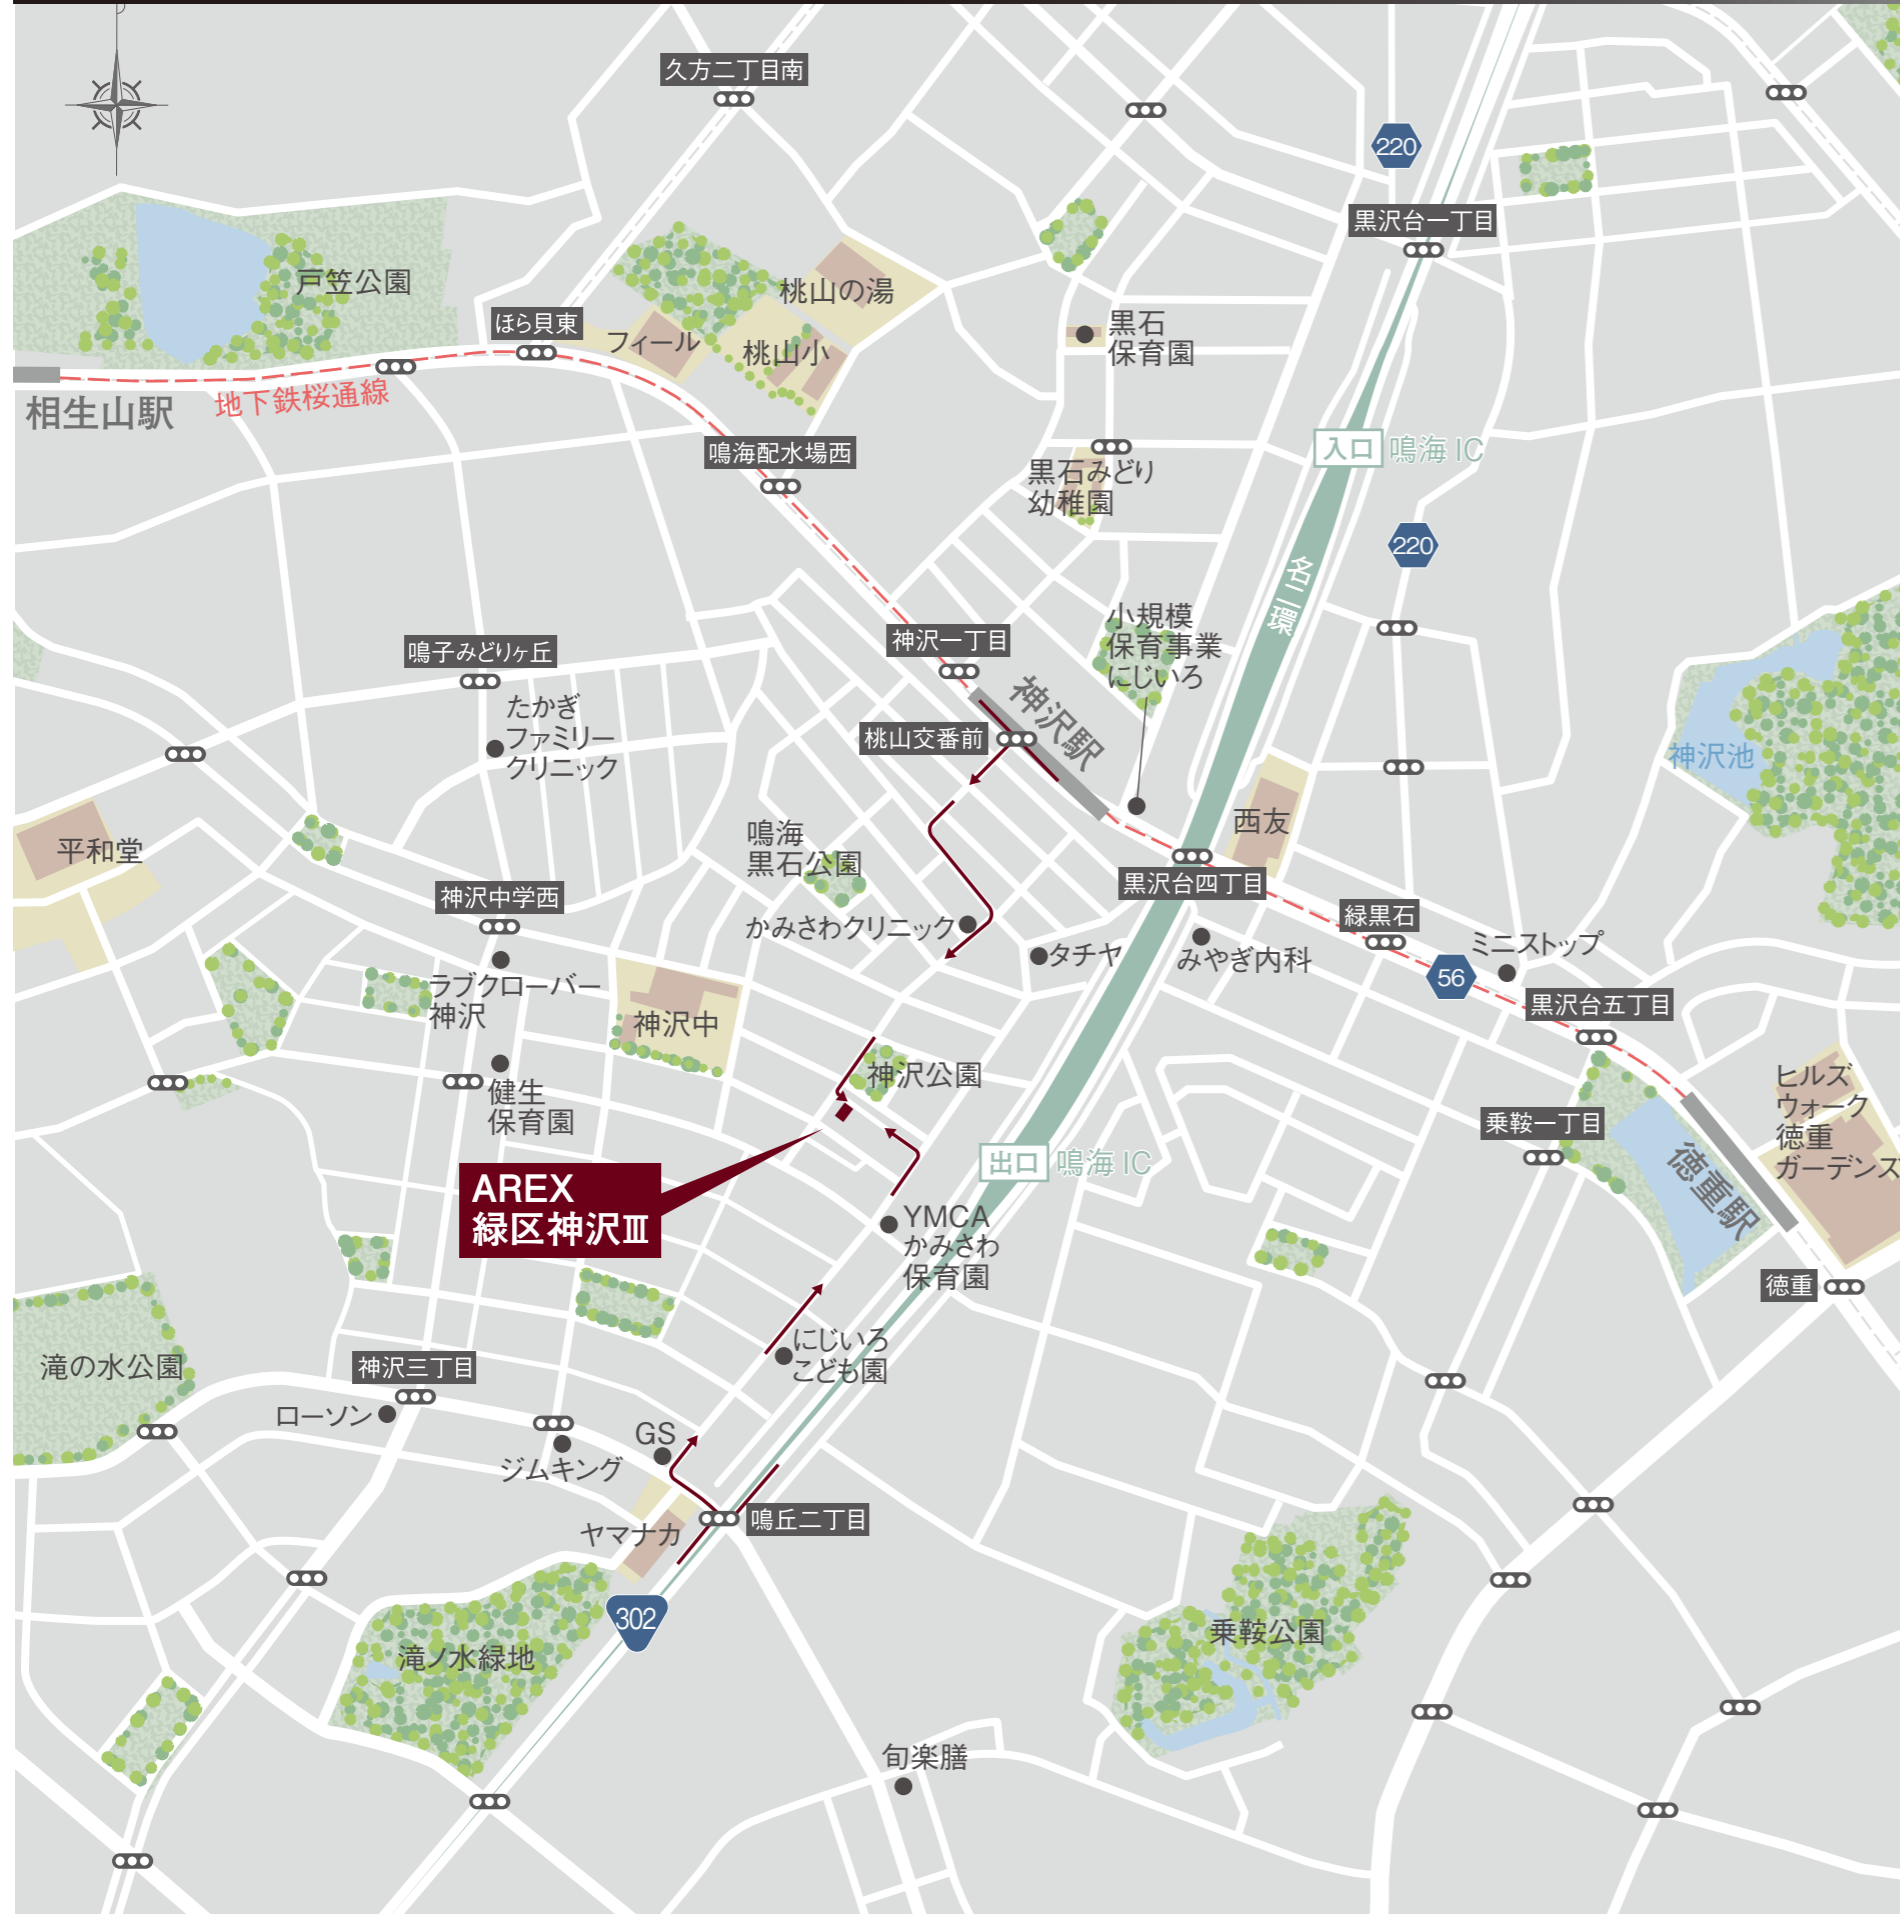 久方二丁目南
220
黒沢台一丁目
戸笠公園
桃山の湯
ほら貝東
フィール
桃山小
黒石
保育園
相生山駅
地下鉄桜通線
鳴海配水場西
入口
鳴海 IC
黒石みどり
幼稚園
220
名二環
小規模
保育事業
にじいろ
神沢一丁目
鳴子みどりヶ丘
たかぎ
ファミリー
クリニック
神沢駅
桃山交番前
神沢池
西友
平和堂
鳴海
黒石公園
神沢中学西
黒沢台四丁目
緑黒石
かみさわクリニック
タチヤ
みやぎ内科
ミニストップ
56
ラブクローバー
神沢
神沢中
黒沢台五丁目
神沢公園
健生
保育園
ヒルズ
ウォーク
徳重
ガーデンズ
乗鞍一丁目
出口
鳴海 IC
徳重駅
AREX
緑区神沢Ⅲ
YMCA
かみさわ
保育園
徳重
滝の水公園
神沢三丁目
にじいろ
こども園
ローソン
GS
ジムキング
ヤマナカ
鳴丘二丁目
302
滝ノ水緑地
乗鞍公園
旬楽膳